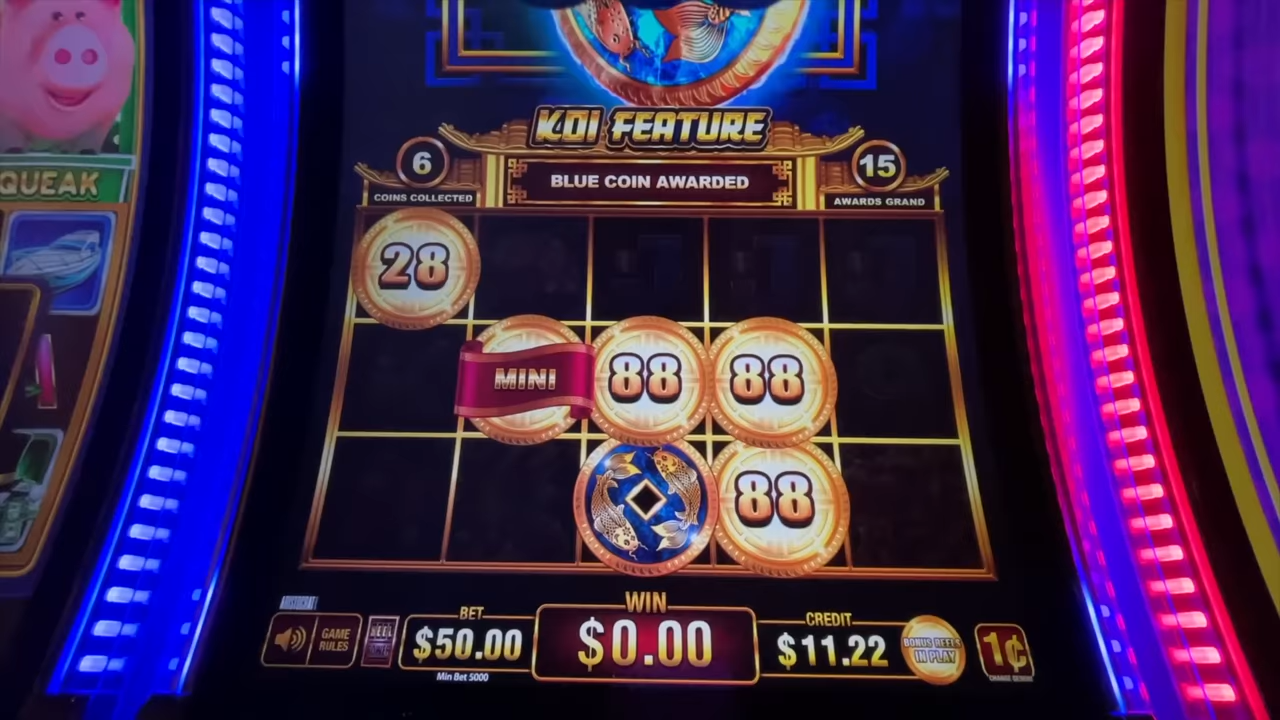 KOI FEATURE
6
COINS COLLECTED
BLUE COIN AWARDED
15
AWARDS GRAND
QUEAK
28
MINI
88
88
88
GAME
RULES
BET
$50.00
Min Bet 5000
WIN
$0.00
CREDIT
$11.22
BONUS REELS
IN PLAY
1¢